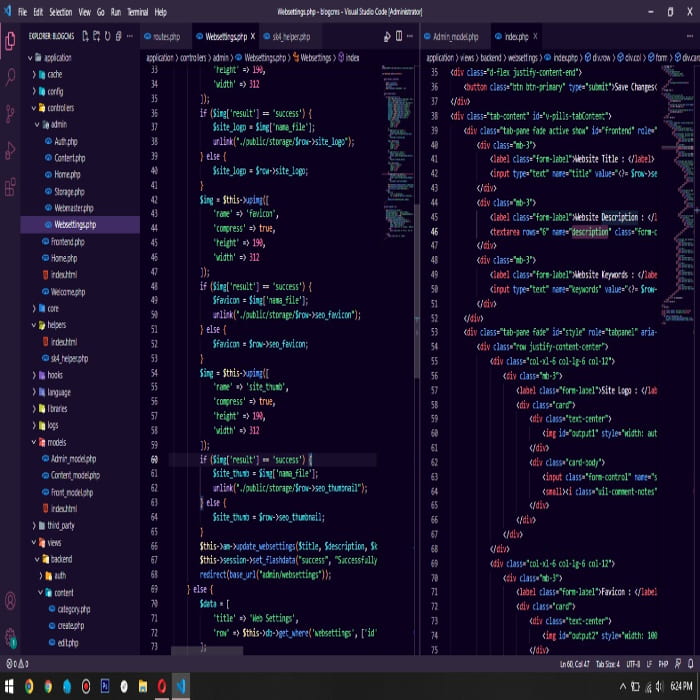 File Edit Selection View Go Run Terminal Help
Websettings.php - blogcms - Visual Studio Code [Administrator]
EXPLORER: BLOGCMS
application
cache
config
controllers
admin
Auth.php
Content.php
Home.php
Storage.php
Webmaster.php
Websettings.php
Frontend.php
Home.php
index.html
Welcome.php
core
helpers
index.html
sk4_helper.php
hooks
language
libraries
logs
models
Admin_model.php
Content_model.php
Front_model.php
index.html
third_party
views
backend
auth
content
category.php
create.php
edit.php
routes.php
Websettings.php X
sk4_helper.php
application > controllers > admin > Websettings.php > Websettings > index
33 'height' => 190,
34 'width' => 312
35 ]);
36 if ($img['result'] == 'success') {
37 $site_logo = $img['nama_file'];
38 unlink("./public/storage/$row->site_logo");
39 } else {
40 $site_logo = $row->site_logo;
41 }
42 $img = $this->upimg([
43 'name' => 'favicon',
44 'compress' => true,
45 'height' => 190,
46 'width' => 312
47 ]);
48 if ($img['result'] == 'success') {
49 $favicon = $img['nama_file'];
50 unlink("./public/storage/$row->seo_favicon");
51 } else {
52 $favicon = $row->seo_favicon;
53 }
54 $img = $this->upimg([
55 'name' => 'site_thumb',
56 'compress' => true,
57 'height' => 190,
58 'width' => 312
59 ]);
60 if ($img['result'] == 'success') {
61 $site_thumb = $img['nama_file'];
62 unlink("./public/storage/$row->seo_thumbnail");
63 } else {
64 $site_thumb = $row->seo_thumbnail;
65 }
66 $this->am->update_websettings($title, $description, $k
67 $this->session->set_flashdata("success", "Successfully
68 redirect(base_url("admin/websettings"));
69 } else {
70 $data = [
71 'title' => 'Web Settings',
72 'row' => $this->db->get_where('websettings', ['id'
73 ];
Admin_model.php
index.php X
application > views > backend > websettings > index.php > div.row > div.col > form > div.car
35 <div class="d-flex justify-content-end">
36 <button class="btn btn-primary" type="submit">Save Changes<
37 </div>
38 <div class="tab-content" id="v-pills-tabContent">
39 <div class="tab-pane fade active show" id="frontend" role="
40 <div class="mb-3">
41 <label class="form-label">Website Title : </label>
42 <input type="text" name="title" value="<?= $row->se
43 </div>
44 <div class="mb-3">
45 <label class="form-label">Website Description : </l
46 <textarea rows="6" name="description" class="form-c
47 </div>
48 <div class="mb-3">
49 <label class="form-label">Website Keywords : </labe
50 <input type="text" name="keywords" value="<?= $row-
51 </div>
52 </div>
53 <div class="tab-pane fade" id="style" role="tabpanel" aria-
54 <div class="row justify-content-center">
55 <div class="col-xl-6 col-lg-6 col-12">
56 <div class="mb-3">
57 <label class="form-label">Site Logo : </lab
58 <div class="card">
59 <div class="text-center">
60 <img id="output1" style="width: aut
61 </div>
62 <div class="card-body">
63 <input class="form-control" name="s
64 <small><i class="uil-comment-notes"
65 </div>
66 </div>
67 </div>
68 </div>
69 <div class="col-xl-6 col-lg-6 col-12">
70 <div class="mb-3">
71 <label class="form-label">Favicon : </label
72 <div class="card">
73 <div class="text-center">
74 <img id="output2" style="width: 100
75 </div>
0 0
Ln 60, Col 47 Tab Size: 4 UTF-8 LF PHP
6:24 PM